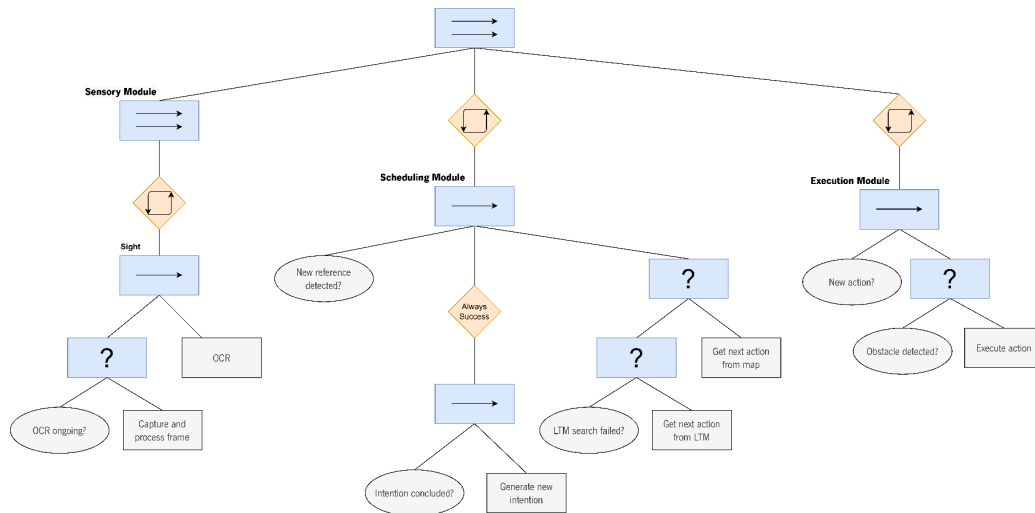 Sensory Module
Scheduling Module
Execution Module
Sight
New reference
detected?
Always
Success
?
New action?
?
?
OCR
?
Get next action
from map
Obstacle detected?
Execute action
OCR ongoing?
Capture and
process frame
LTM search failed?
Get next action
from LTM
Intention concluded?
Generate new
intention